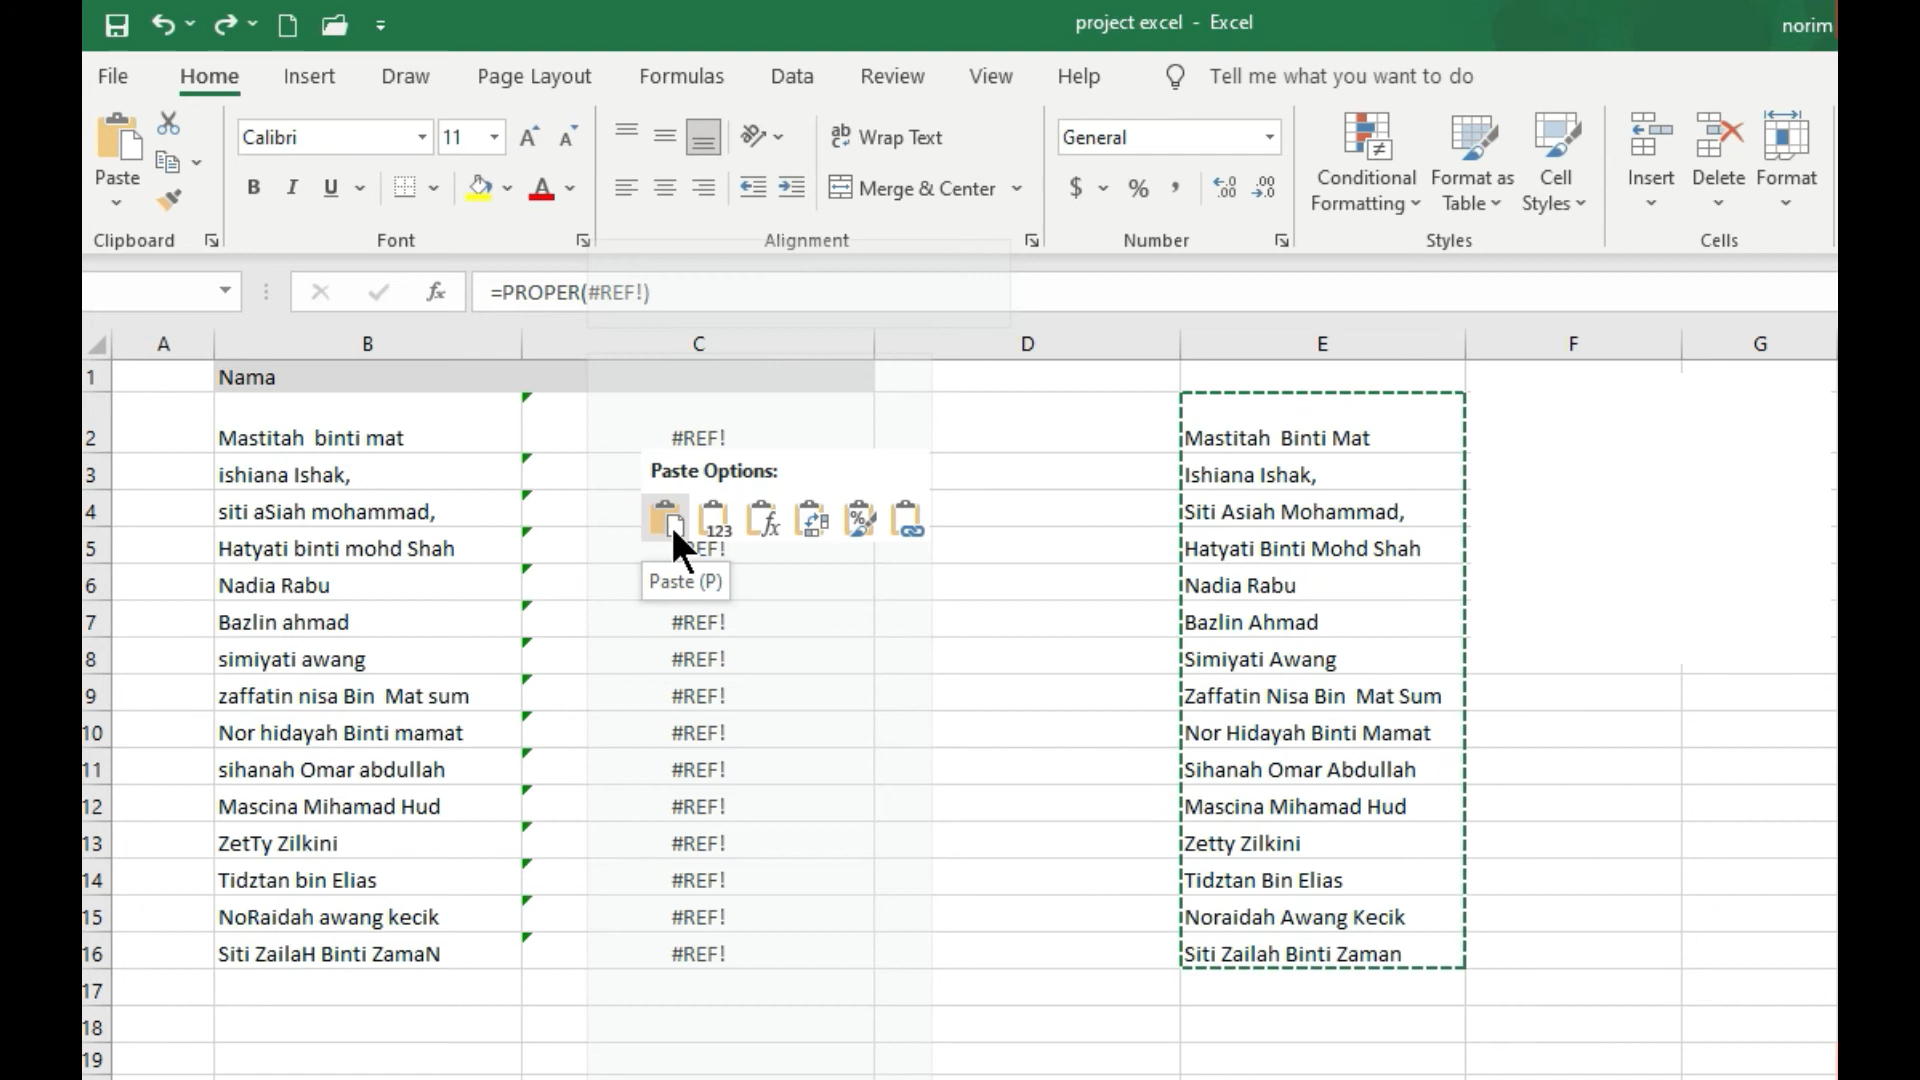 project excel - Excel
norim
File Home Insert Draw Page Layout Formulas Data Review View Help Tell me what you want to do
Calibri 11 Wrap Text General
Paste Merge & Center Conditional Formatting Format as Table Cell Styles Insert Delete Format
Clipboard Font Alignment Number Styles Cells
=PROPER(#REF!)
A B C D E F G
1 Nama
2 Mastitah  binti mat #REF! Mastitah  Binti Mat
Paste Options:
3 ishiana Ishak, Ishiana Ishak,
4 siti aSiah mohammad, Siti Asiah Mohammad,
5 Hatyati binti mohd Shah EF! Hatyati Binti Mohd Shah
Paste (P)
6 Nadia Rabu Nadia Rabu
7 Bazlin ahmad #REF! Bazlin Ahmad
8 simiyati awang #REF! Simiyati Awang
9 zaffatin nisa Bin  Mat sum #REF! Zaffatin Nisa Bin  Mat Sum
10 Nor hidayah Binti mamat #REF! Nor Hidayah Binti Mamat
11 sihanah Omar abdullah #REF! Sihanah Omar Abdullah
12 Mascina Mihamad Hud #REF! Mascina Mihamad Hud
13 ZetTy Zilkini #REF! Zetty Zilkini
14 Tidztan bin Elias #REF! Tidztan Bin Elias
15 NoRaidah awang kecik #REF! Noraidah Awang Kecik
16 Siti ZailaH Binti ZamaN #REF! Siti Zailah Binti Zaman
17
18
19